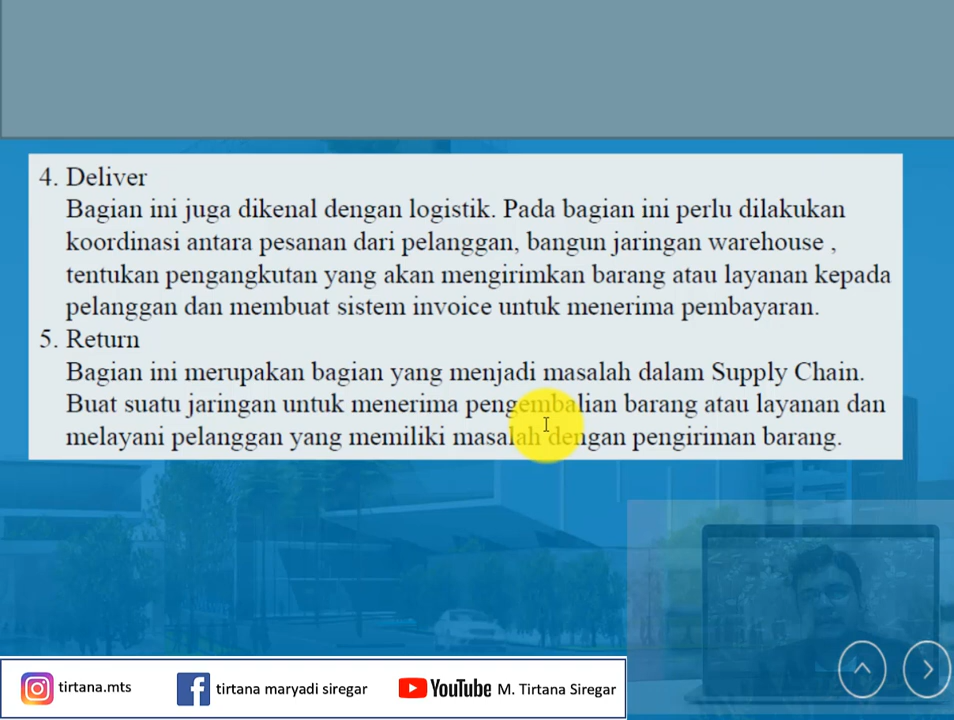 4. Deliver
Bagian ini juga dikenal dengan logistik. Pada bagian ini perlu dilakukan
koordinasi antara pesanan dari pelanggan, bangun jaringan warehouse ,
tentukan pengangkutan yang akan mengirimkan barang atau layanan kepada
pelanggan dan membuat sistem invoice untuk menerima pembayaran.
5. Return
Bagian ini merupakan bagian yang menjadi masalah dalam Supply Chain.
Buat suatu jaringan untuk menerima pengembalian barang atau layanan dan
melayani pelanggan yang memiliki masalah dengan pengiriman barang.
tirtana.mts
tirtana maryadi siregar
YouTube M. Tirtana Siregar